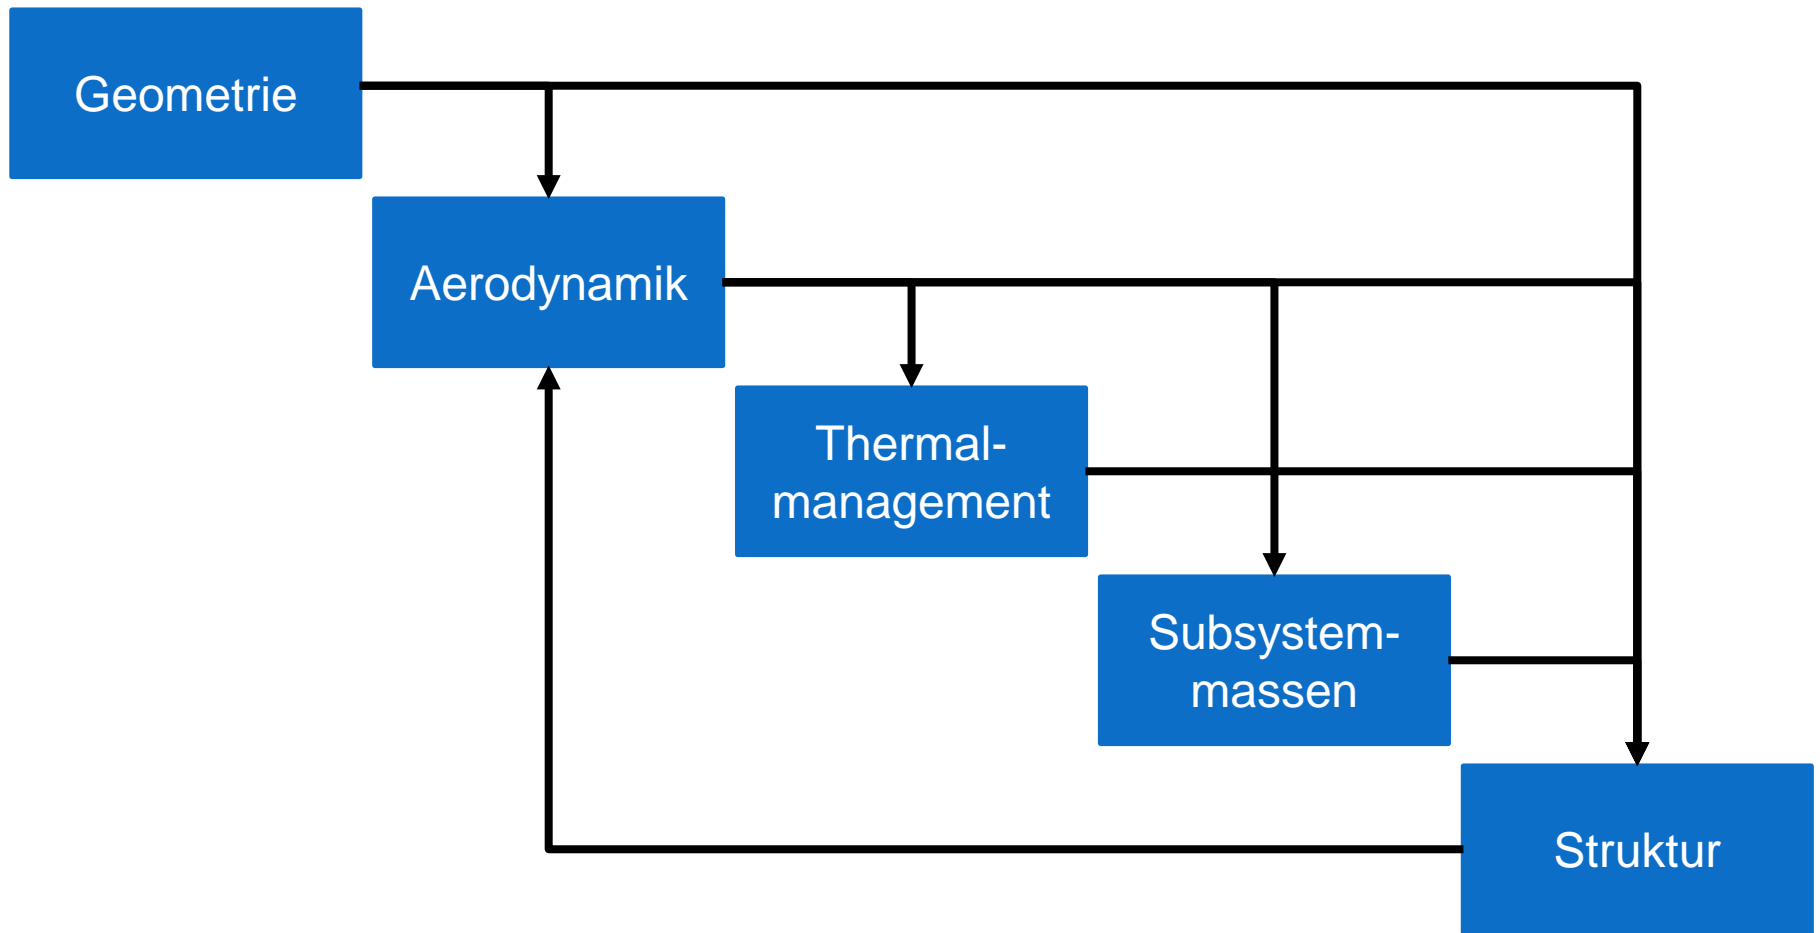 Geometrie
Aerodynamik
Thermal-
management
Subsystem-
massen
Struktur